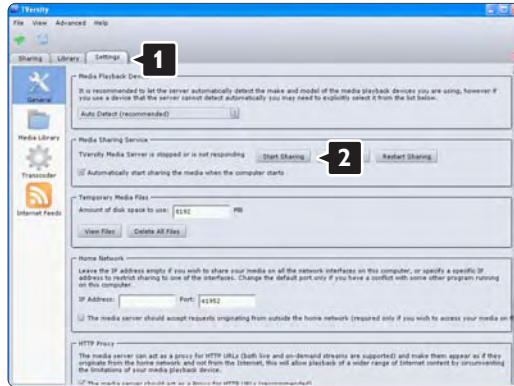 TVersity
File View Advanced Help
Sharing Library Settings
1
General
Media Library
Transcoder
Internet Feeds
Media Playback Dev
It is recommended to let the server automatically detect the make and model of the media playback devices you are using, however if
you use a device that the server cannot detect automatically you may need to explicitly select it from the list below.
Auto Detect (recommended)
Media Sharing Service
TVersity Media Server is stopped or is not responding Start Sharing 2 Restart Sharing
Automatically start sharing the media when the computer starts
Temporary Media Files
Amount of disk space to use: 8192 MB
View Files Delete All Files
Home Network
Leave the IP address empty if you wish to share your media on all the network interfaces on this computer, or specify a specific IP
address to restrict sharing to one of the interfaces. Change the default port only if you have a conflict with some other program running
on this computer.
IP Address: Port: 41952
The media server should accept requests originating from outside the home network (required only if you wish to access your media on
HTTP Proxy
The media server can act as a proxy for HTTP URLs (both live and on-demand streams are supported) and make them appear as if they
originate from the home network and not from the Internet, this will allow playback of a wider range of Internet content by circumventing
the limitations of your media playback device.
The media server should act as a Proxy for HTTP URLs (recommended)